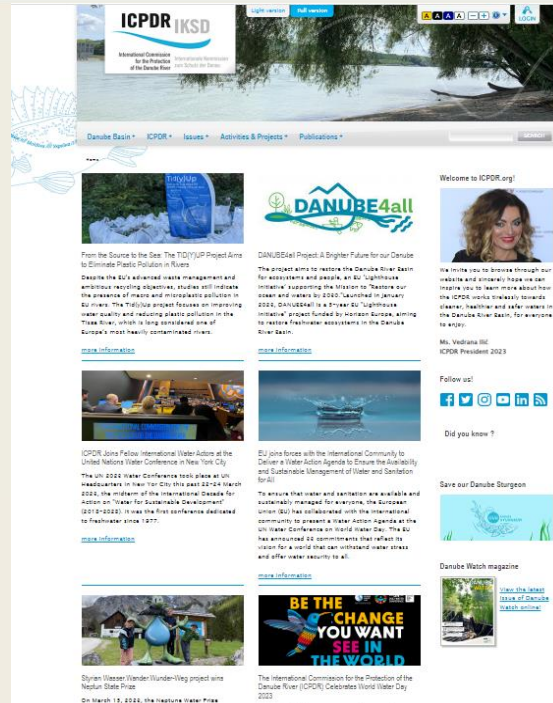 Light version Full version
A A A A
LOGIN
ICPDR IKSD
International Commission
for the Protection
of the Danube River
Internationale Kommission
zum Schutz der Donau
Danube Basin ICPDR Issues Activities & Projects Publications
SEARCH
Home
Tid(y)Up
From the Source to the Sea: The TID(Y)UP Project Aims
to Eliminate Plastic Pollution in Rivers
Despite the EU's advanced waste management and
ambitious recycling objectives, studies still indicate
the presence of macro and microplastic pollution in
EU rivers. The Tid(y)Up project focuses on improving
water quality and reducing plastic pollution in the
Tisza River, which is long considered one of
Europe's most heavily contaminated rivers.
more information
DANUBE4all
DANUBE4all Project: A Brighter Future for our Danube
The project aims to restore the Danube River Basin
for ecosystems and people, an EU "Lighthouse
Initiative" supporting the Mission to "Restore our
ocean and waters by 2030."Launched in January
2023, DANUBE4all is a 5-year EU "Lighthouse
Initiative" project funded by Horizon Europe, aiming
to restore freshwater ecosystems in the Danube
River Basin.
more information
Welcome to ICPDR.org!
We invite you to browse through our
website and sincerely hope we can
inspire you to learn more about how
the ICPDR works tirelessly towards
cleaner, healthier and safer waters in
the Danube River Basin, for everyone
to enjoy.
Ms. Vedrana Ilić
ICPDR President 2023
Follow us!
Did you know ?
ICPDR Joins Fellow International Water Actors at the
United Nations Water Conference in New York City
The UN 2023 Water Conference took place at UN
Headquarters in New Yor City this past 22-24 March
2023, the midterm of the International Decade for
Action on "Water for Sustainable Development"
(2018-2028). It was the first conference dedicated
to freshwater since 1977.
more information
EU joins forces with the International Community to
Deliver a Water Action Agenda to Ensure the Availability
and Sustainable Management of Water and Sanitation
for All
To ensure that water and sanitation are available and
sustainably managed for everyone, the European
Union (EU) has collaborated with the international
community to present a Water Action Agenda at the
UN Water Conference on World Water Day. The EU
has announced 33 commitments that reflect its
vision for a world that can withstand water stress
and offer water security to all.
more information
Save our Danube Sturgeon
Danube Watch magazine
View the latest
issue of Danube
Watch online!
Styrian Wasser.Wander.Wunder-Weg project wins
Neptun State Prize
On March 15, 2023, the Neptune Water Prize
BE THE
CHANGE
YOU WANT
SEE IN
THE WORLD
The International Commission for the Protection of the
Danube River (ICPDR) Celebrates World Water Day
2023